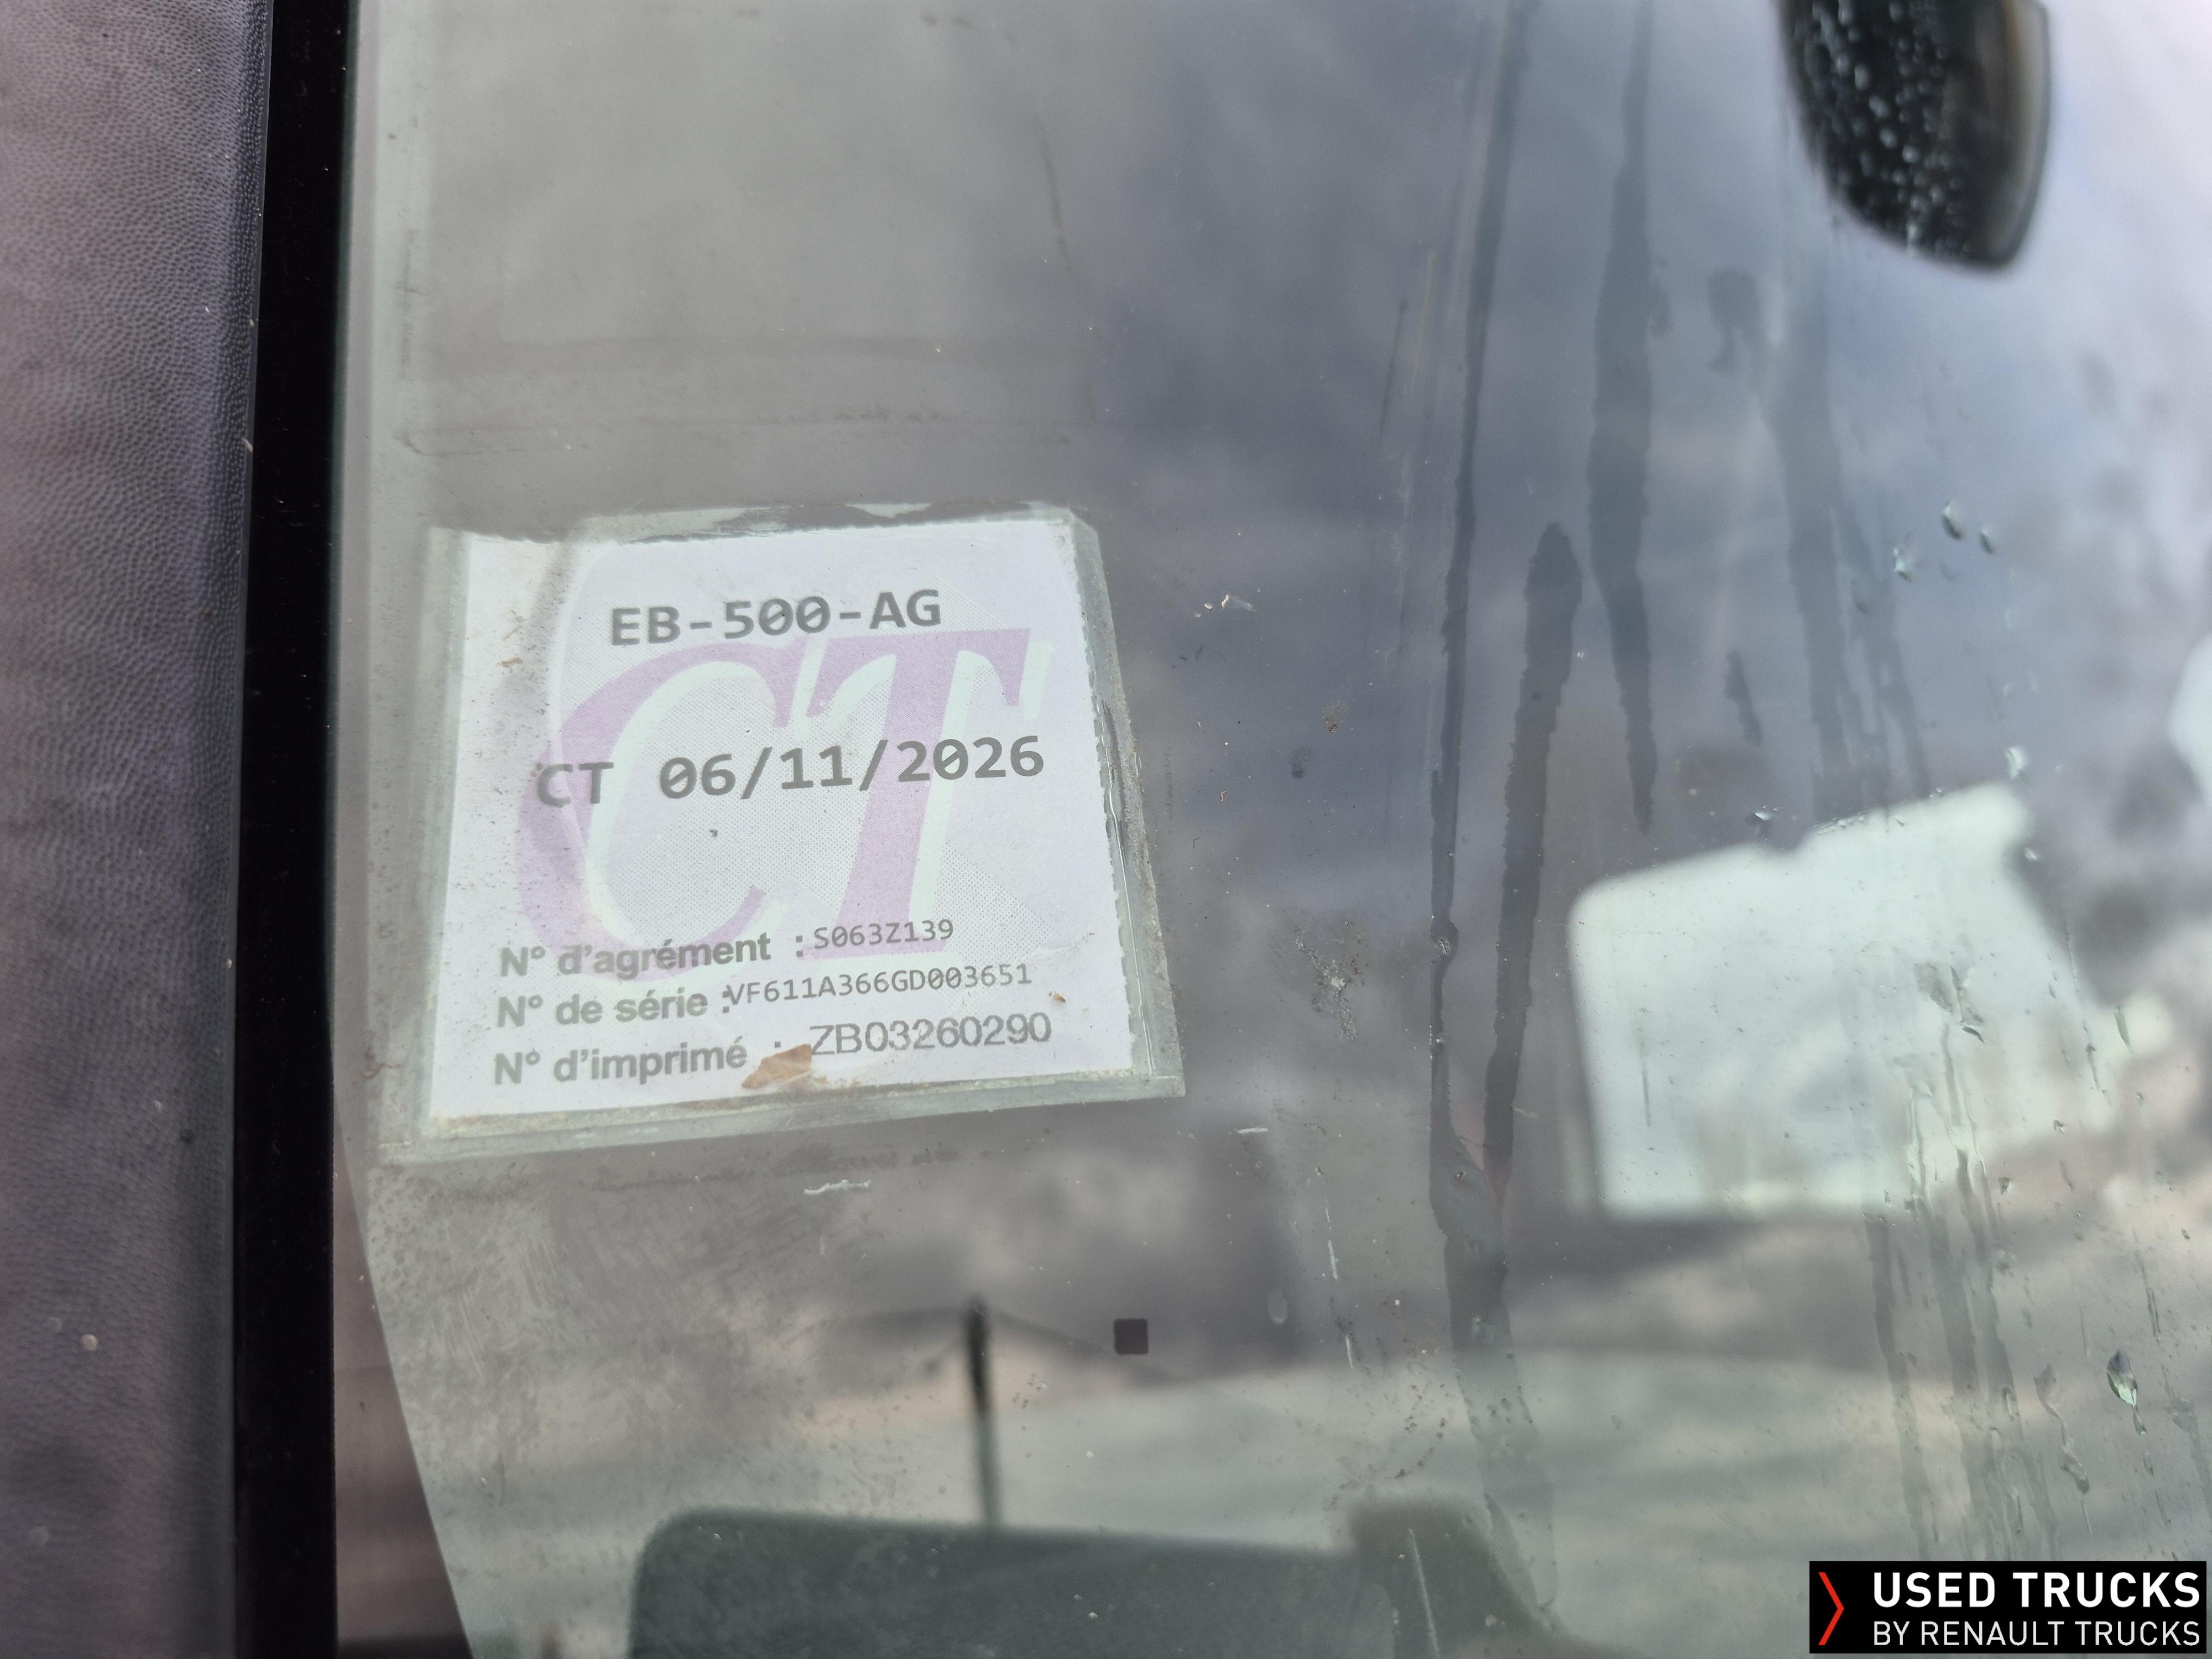 EB-500-AG
CT 06/11/2026
CT
N° d'agrément : S063Z139
N° de série :VF611A366GD003651
N° d'imprimé : ZB03260290
USED TRUCKS
BY RENAULT TRUCKS